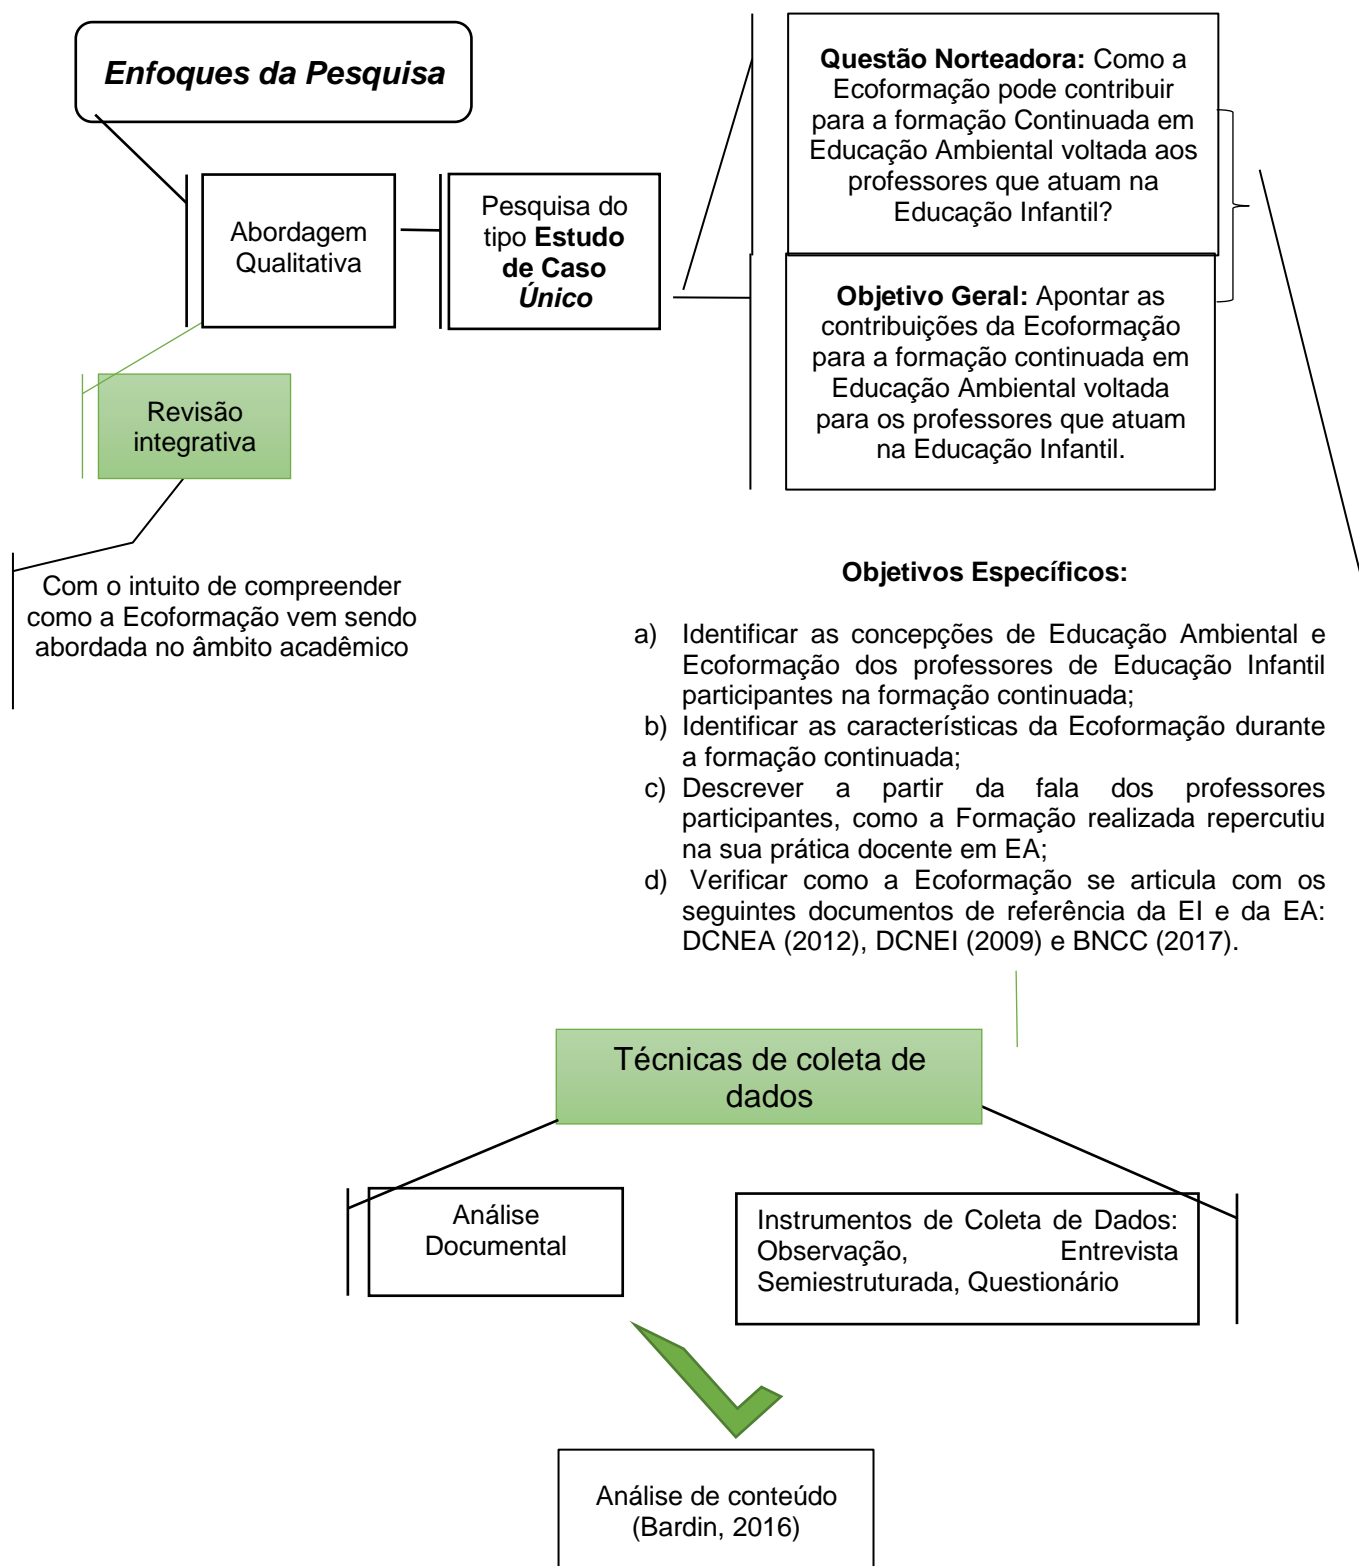 Enfoques da Pesquisa
Abordagem
Qualitativa
Pesquisa do
tipo Estudo
de Caso
Único
Questão Norteadora: Como a
Ecoformação pode contribuir
para a formação Continuada em
Educação Ambiental voltada aos
professores que atuam na
Educação Infantil?
Objetivo Geral: Apontar as
contribuições da Ecoformação
para a formação continuada em
Educação Ambiental voltada
para os professores que atuam
na Educação Infantil.
Revisão
integrativa
Com o intuito de compreender
como a Ecoformação vem sendo
abordada no âmbito acadêmico
Objetivos Específicos:
a) Identificar as concepções de Educação Ambiental e
Ecoformação dos professores de Educação Infantil
participantes na formação continuada;
b) Identificar as características da Ecoformação durante
a formação continuada;
c) Descrever a partir da fala dos professores
participantes, como a Formação realizada repercutiu
na sua prática docente em EA;
d) Verificar como a Ecoformação se articula com os
seguintes documentos de referência da EI e da EA:
DCNEA (2012), DCNEI (2009) e BNCC (2017).
Técnicas de coleta de
dados
Análise
Documental
Instrumentos de Coleta de Dados:
Observação, Entrevista
Semiestruturada, Questionário
Análise de conteúdo
(Bardin, 2016)